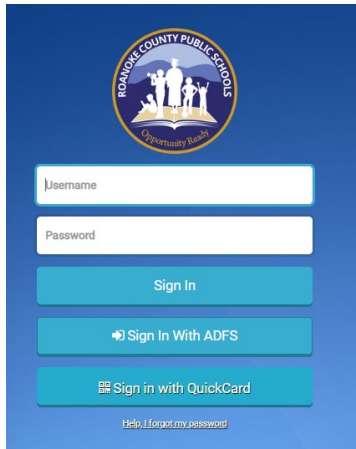 ROANOKE COUNTY PUBLIC SCHOOLS
Opportunity Ready
Username
Password
Sign In
Sign In With ADFS
Sign in with QuickCard
Help, I forgot my password